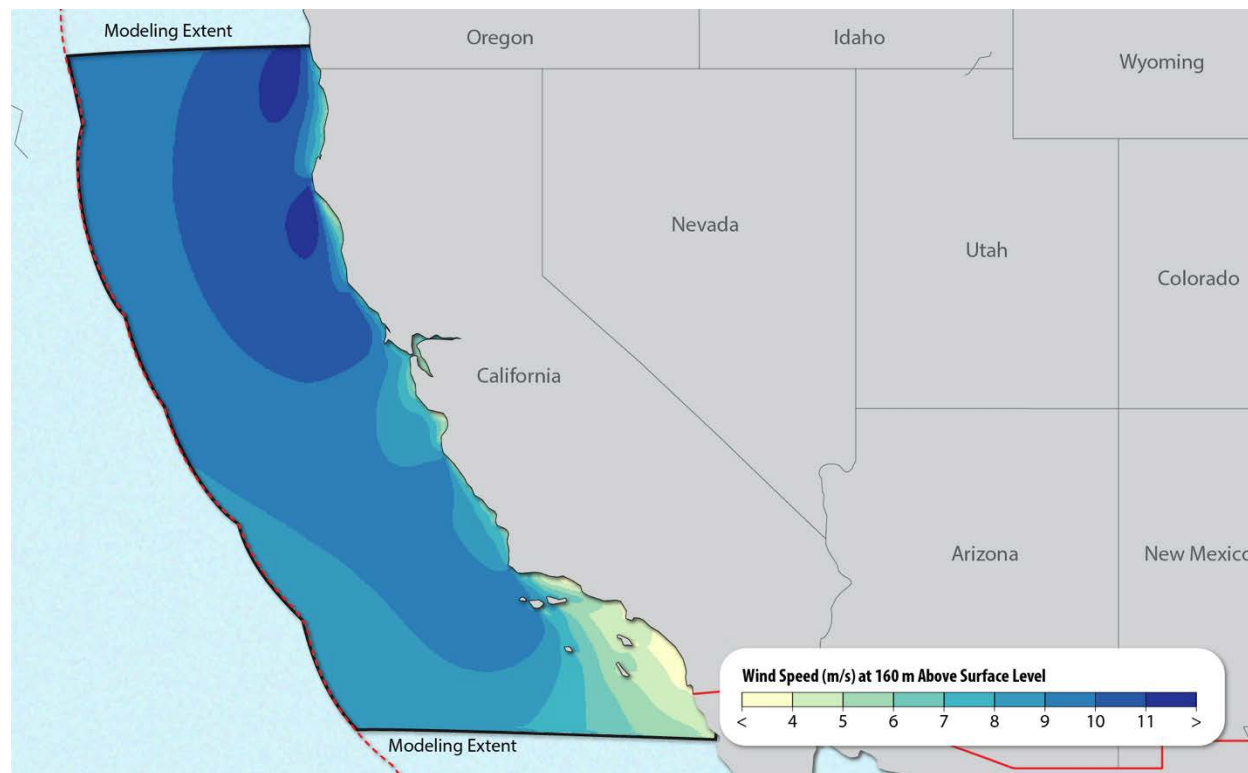 Modeling Extent
Oregon
Idaho
Wyoming
Nevada
Utah
Colorado
California
Arizona
New Mexico
Wind Speed (m/s) at 160 m Above Surface Level
< 4 5 6 7 8 9 10 11 >
Modeling Extent